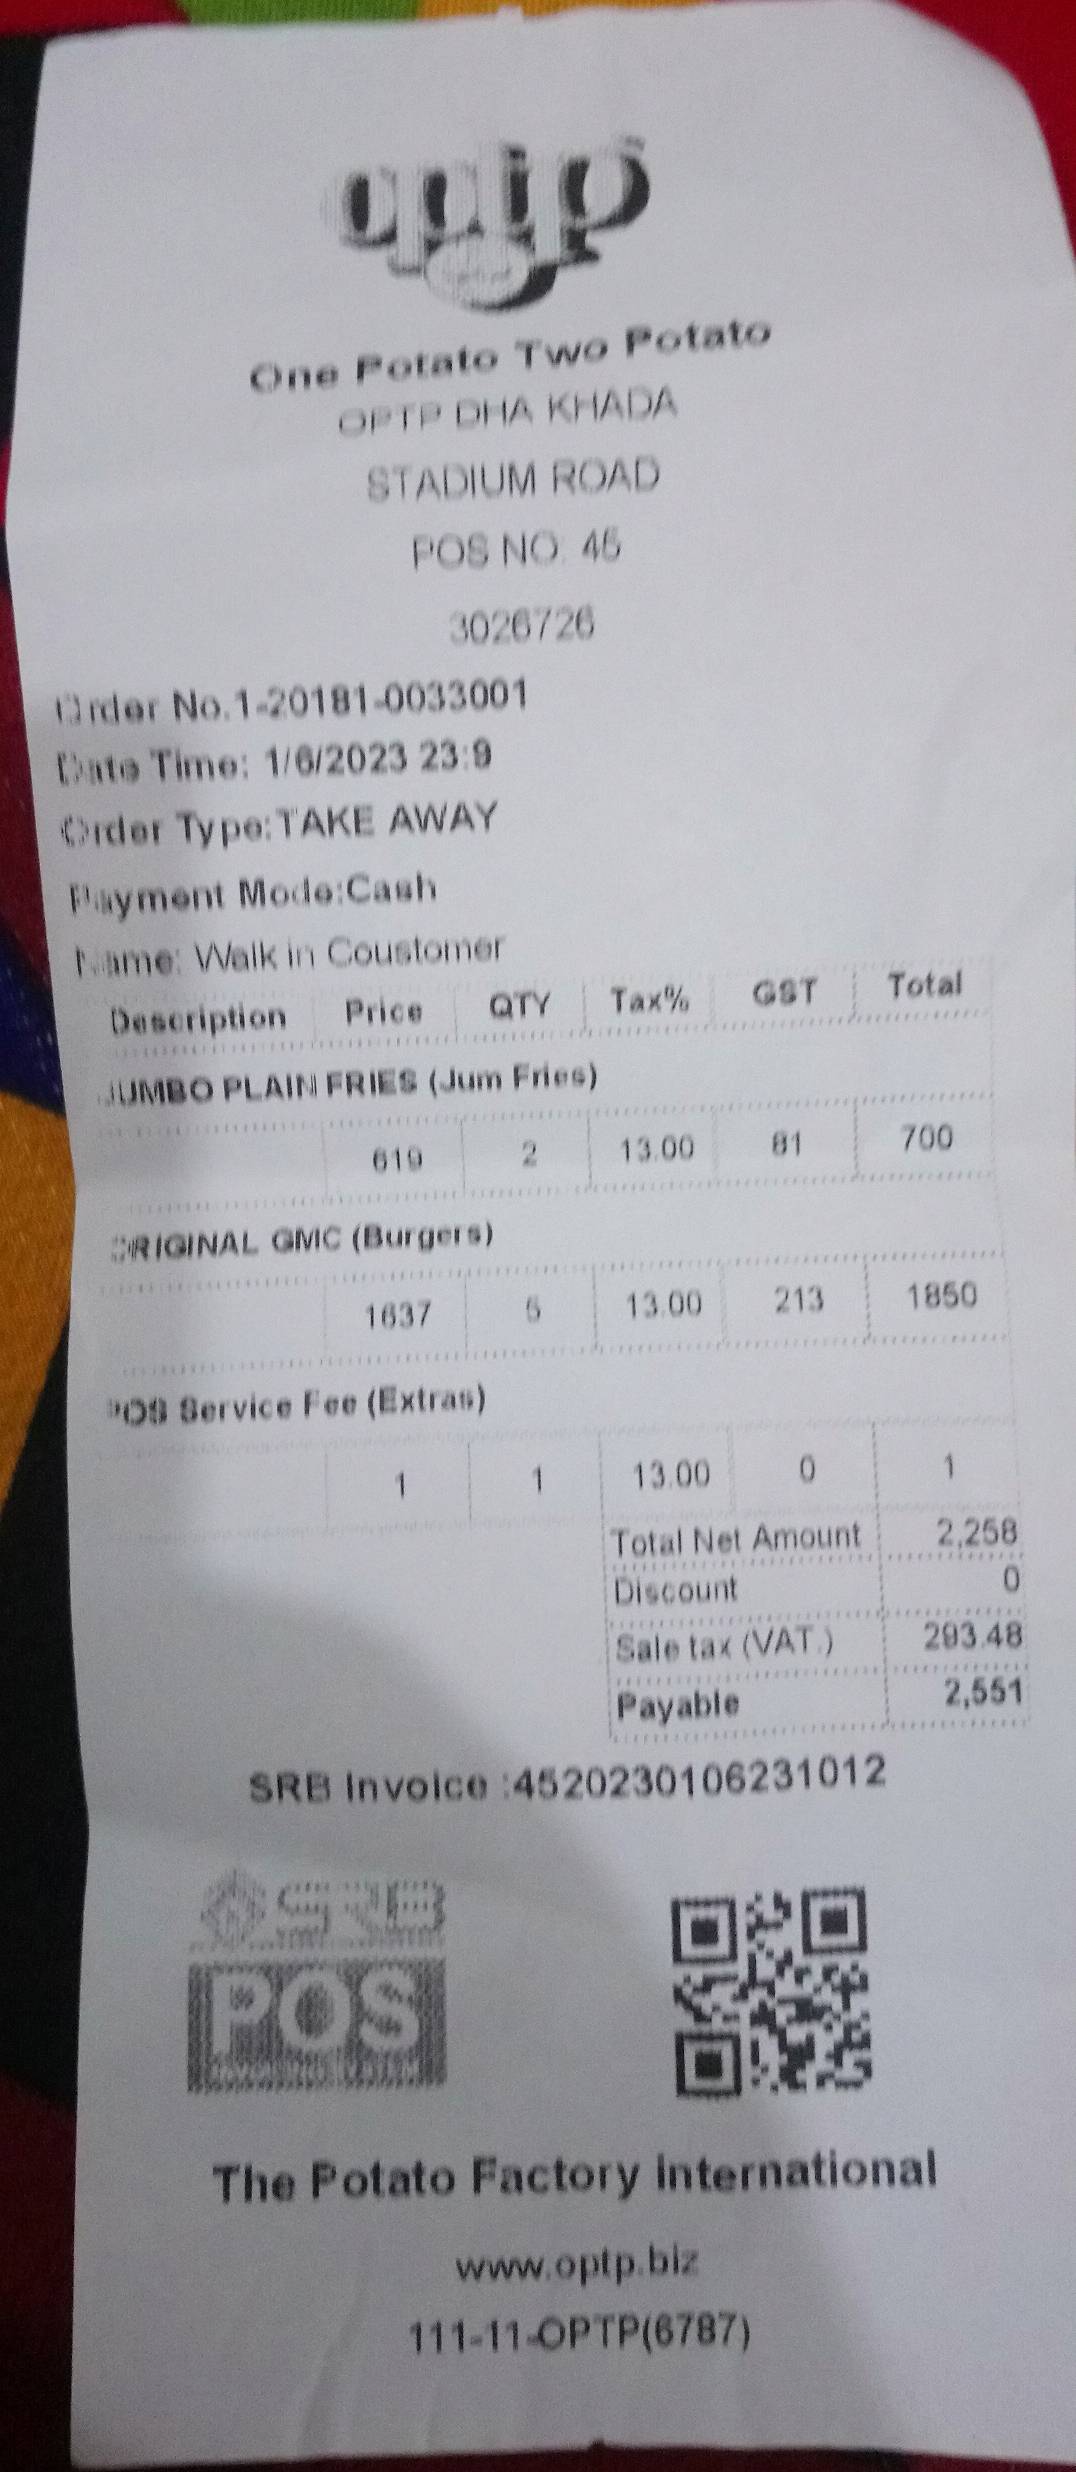 optp
One Potato Two Potato
OPTP DHA KHADA
STADIUM ROAD
POS NO: 45
3026726
Order No.1-20181-0033001
Date Time: 1/6/2023 23:9
Order Type:TAKE AWAY
Payment Mode:Cash
Name: Walk in Coustomer
Description Price QTY Tax% GST Total
JUMBO PLAIN FRIES (Jum Fries)
619 2 13.00 81 700
ORIGINAL GMC (Burgers)
1637 5 13.00 213 1850
POS Service Fee (Extras)
1 1 13.00 0 1
Total Net Amount 2,258
Discount 0
Sale tax (VAT.) 293.48
Payable 2,551
SRB Invoice :4520230106231012
SRB
POS
INVOICING SYSTEM
The Potato Factory International
www.optp.biz
111-11-OPTP(6787)